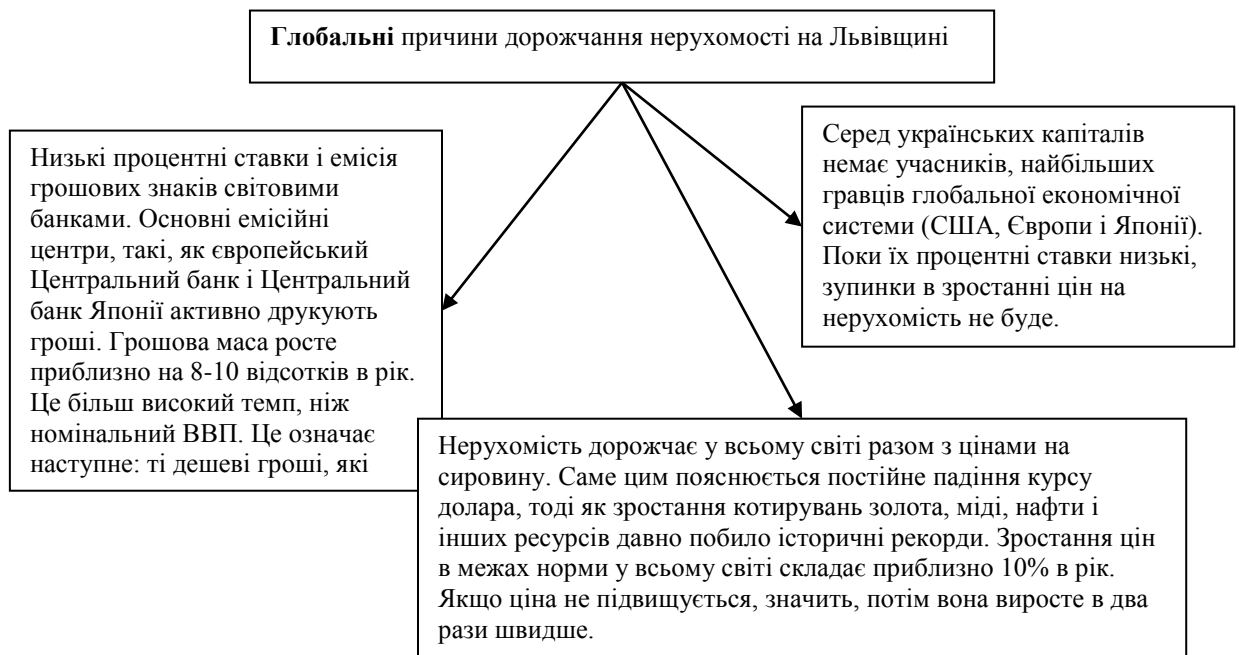 Глобальні причини дорожчання нерухомості на Львівщині
Низькі процентні ставки і емісія
грошових знаків світовими
банками. Основні емісійні
центри, такі, як європейський
Центральний банк і Центральний
банк Японії активно друкують
гроші. Грошова маса росте
приблизно на 8-10 відсотків в рік.
Це більш високий темп, ніж
номінальний ВВП. Це означає
наступне: ті дешеві гроші, які
Серед українських капіталів
немає учасників, найбільших
гравців глобальної економічної
системи (США, Європи і Японії).
Поки їх процентні ставки низькі,
зупинки в зростанні цін на
нерухомість не буде.
Нерухомість дорожчає у всьому світі разом з цінами на
сировину. Саме цим пояснюється постійне падіння курсу
долара, тоді як зростання котирувань золота, міді, нафти і
інших ресурсів давно побило історичні рекорди. Зростання цін
в межах норми у всьому світі складає приблизно 10% в рік.
Якщо ціна не підвищується, значить, потім вона виросте в два
рази швидше.